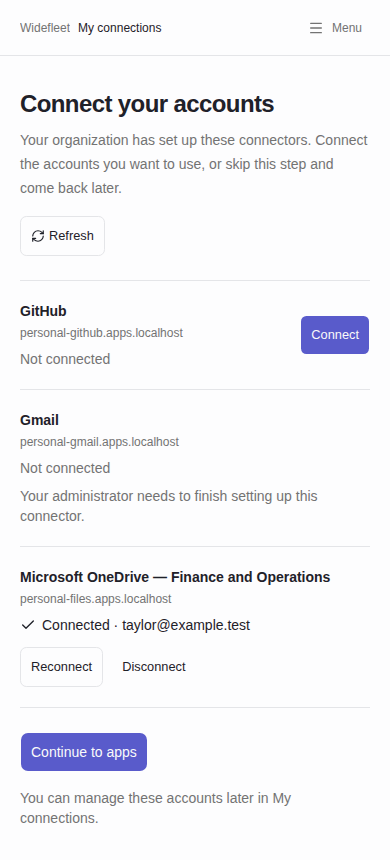 Widefleet My connections Menu
Connect your accounts
Your organization has set up these connectors. Connect
the accounts you want to use, or skip this step and
come back later.
Refresh
GitHub
personal-github.apps.localhost
Not connected
Connect
Gmail
personal-gmail.apps.localhost
Not connected
Your administrator needs to finish setting up this
connector.
Microsoft OneDrive — Finance and Operations
personal-files.apps.localhost
Connected · taylor@example.test
Reconnect Disconnect
Continue to apps
You can manage these accounts later in My
connections.